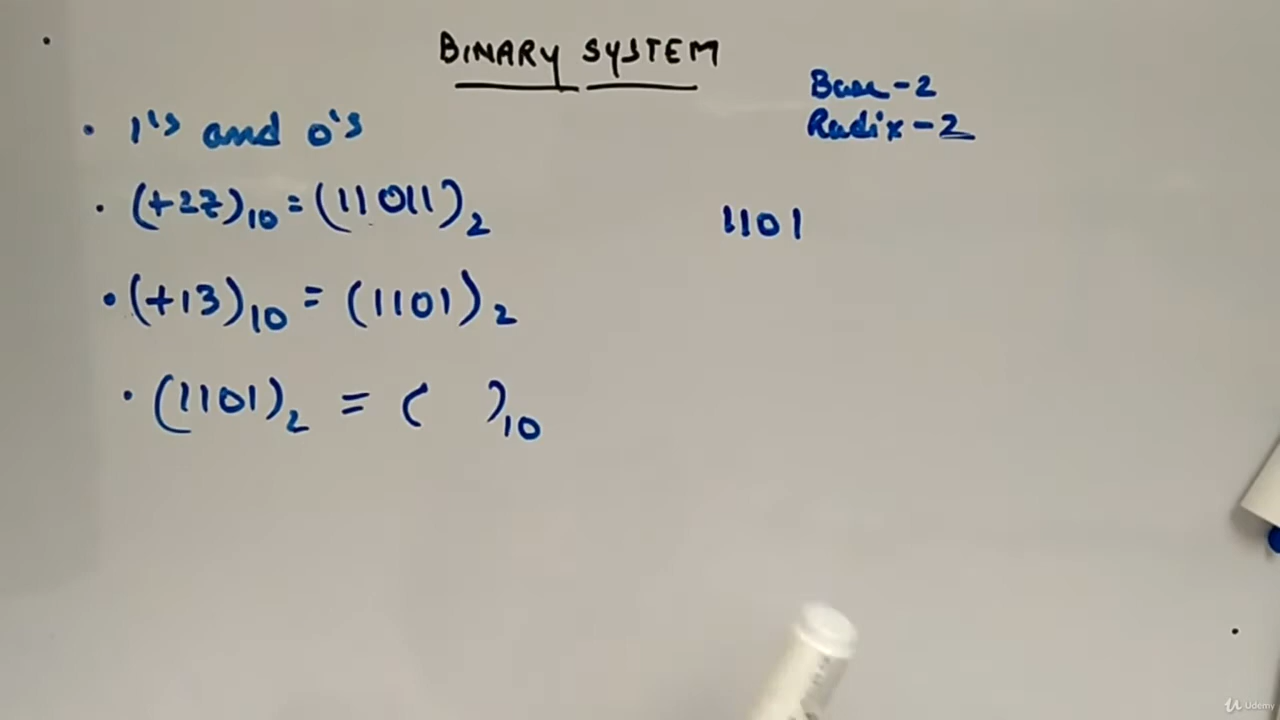 BINARY SYSTEM
Base-2
Radix-2
• 1's and 0's
• (+27)10 = (11011)2
1101
• (+13)10 = (1101)2
• (1101)2 = ( )10
Udemy